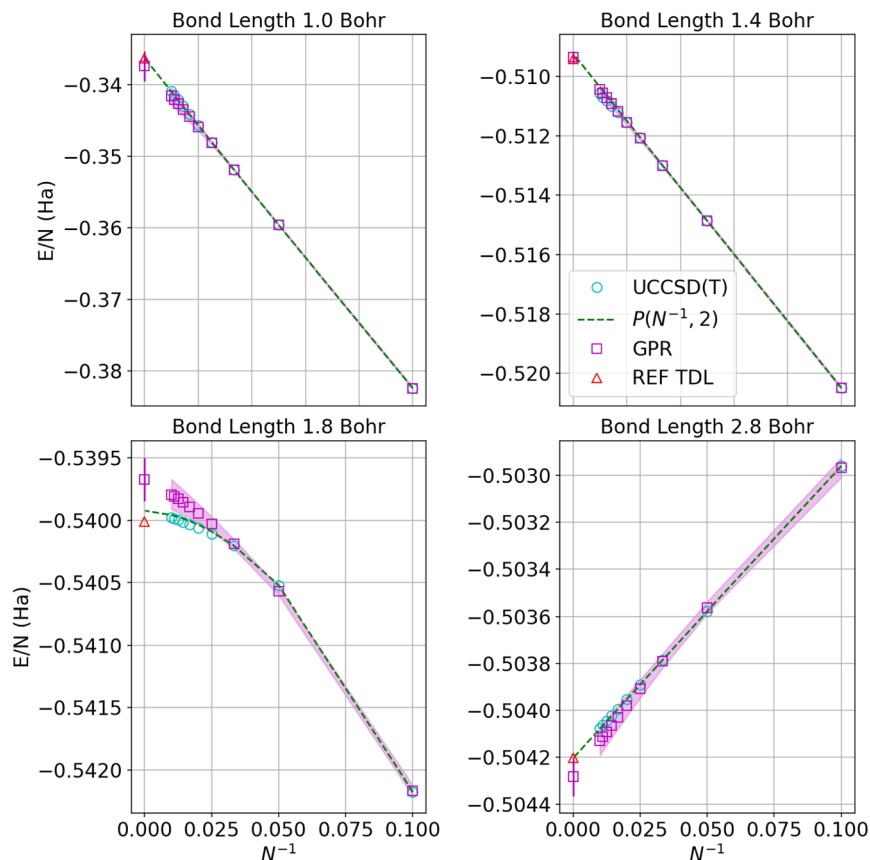 Bond Length 1.0 Bohr
Bond Length 1.4 Bohr
E/N (Ha)
−0.34
−0.35
−0.36
−0.37
−0.38
−0.510
−0.512
−0.514
−0.516
−0.518
−0.520
UCCSD(T)
P(N⁻¹, 2)
GPR
REF TDL
Bond Length 1.8 Bohr
Bond Length 2.8 Bohr
E/N (Ha)
−0.5395
−0.5400
−0.5405
−0.5410
−0.5415
−0.5420
−0.5030
−0.5032
−0.5034
−0.5036
−0.5038
−0.5040
−0.5042
−0.5044
0.000 0.025 0.050 0.075 0.100
0.000 0.025 0.050 0.075 0.100
N⁻¹
N⁻¹